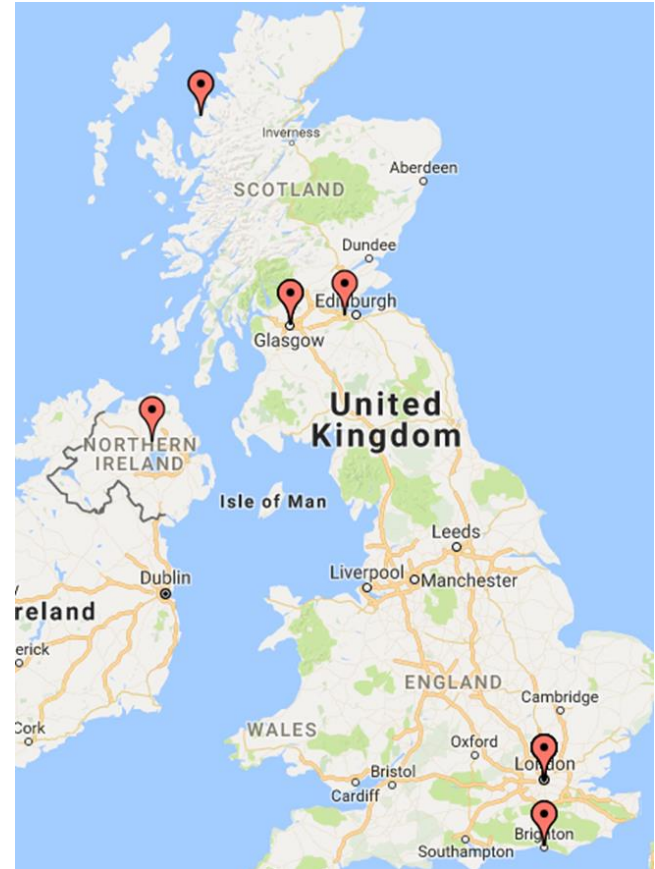 Inverness
Aberdeen
SCOTLAND
Dundee
Edinburgh
Glasgow
United
Kingdom
NORTHERN
IRELAND
Isle of Man
Leeds
Dublin
Liverpool
Manchester
reland
erick
ENGLAND
Cambridge
Cork
WALES
Oxford
London
Bristol
Cardiff
Brighton
Southampton